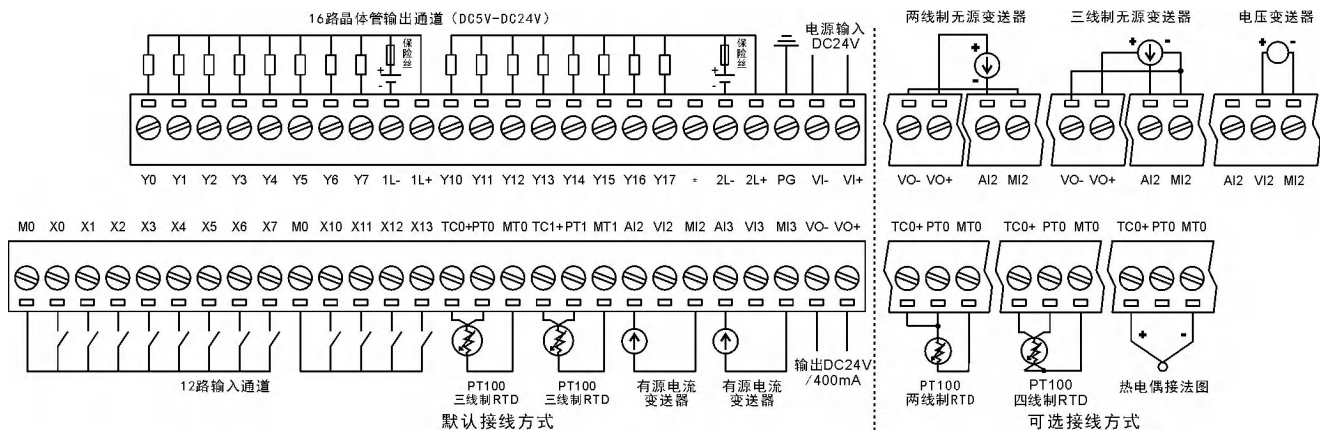 16路晶体管输出通道（DC5V-DC24V）
保险丝
保险丝
电源输入
DC24V
两线制无源变送器
三线制无源变送器
电压变送器
+
-
+
-
+
-
+
-
+
-
Y0 Y1 Y2 Y3 Y4 Y5 Y6 Y7 1L- 1L+ Y10 Y11 Y12 Y13 Y14 Y15 Y16 Y17 * 2L- 2L+ PG VI- VI+
VO- VO+ AI2 MI2
VO- VO+ AI2 MI2
AI2 VI2 MI2
M0 X0 X1 X2 X3 X4 X5 X6 X7 M0 X10 X11 X12 X13 TC0+ PT0 MT0 TC1+ PT1 MT1 AI2 VI2 MI2 AI3 VI3 MI3 VO- VO+
TC0+ PT0 MT0
TC0+ PT0 MT0
TC0+ PT0 MT0
+
-
12路输入通道
PT100
三线制RTD
PT100
三线制RTD
有源电流
变送器
有源电流
变送器
输出DC24V
/400mA
PT100
两线制RTD
PT100
四线制RTD
热电偶接法图
默认接线方式
可选接线方式